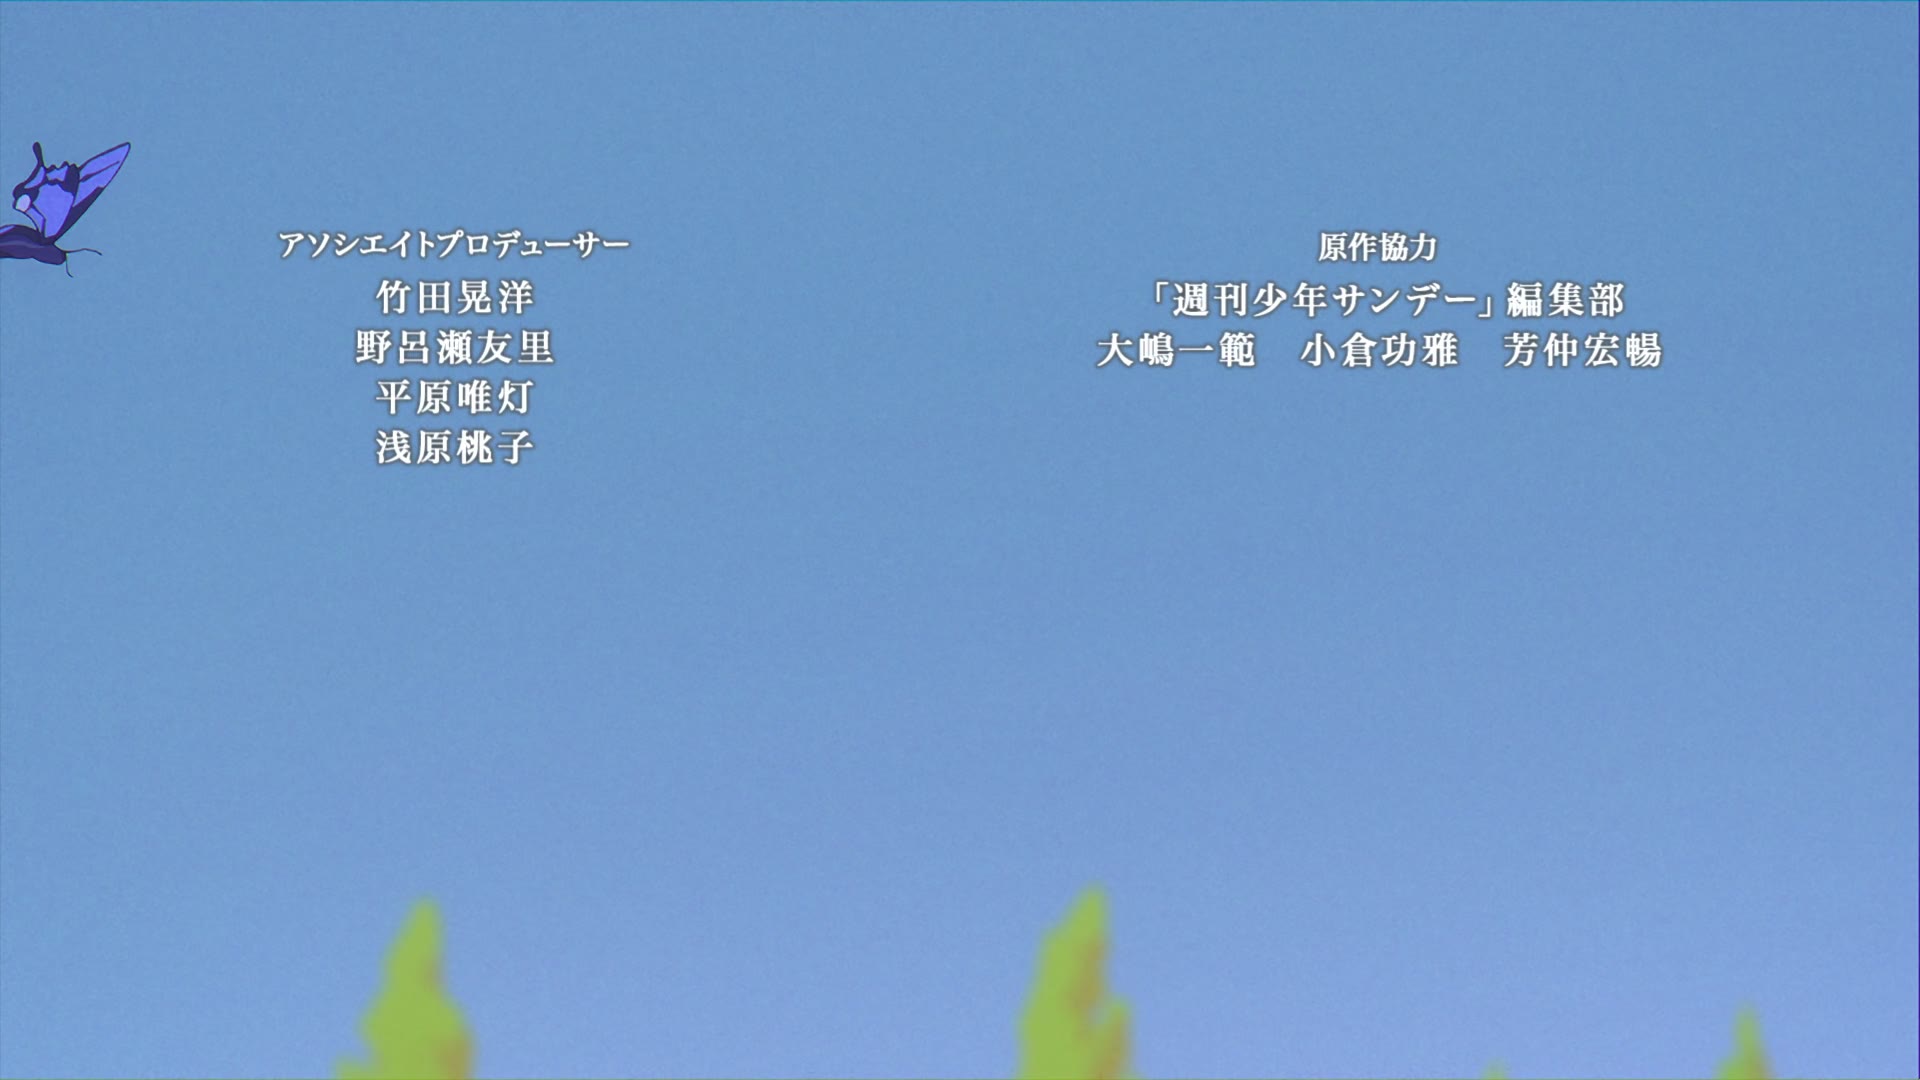 アソシエイトプロデューサー
竹田晃洋
野呂瀬友里
平原唯灯
浅原桃子
原作協力
「週刊少年サンデー」編集部
大嶋一範　小倉功雅　芳仲宏暢